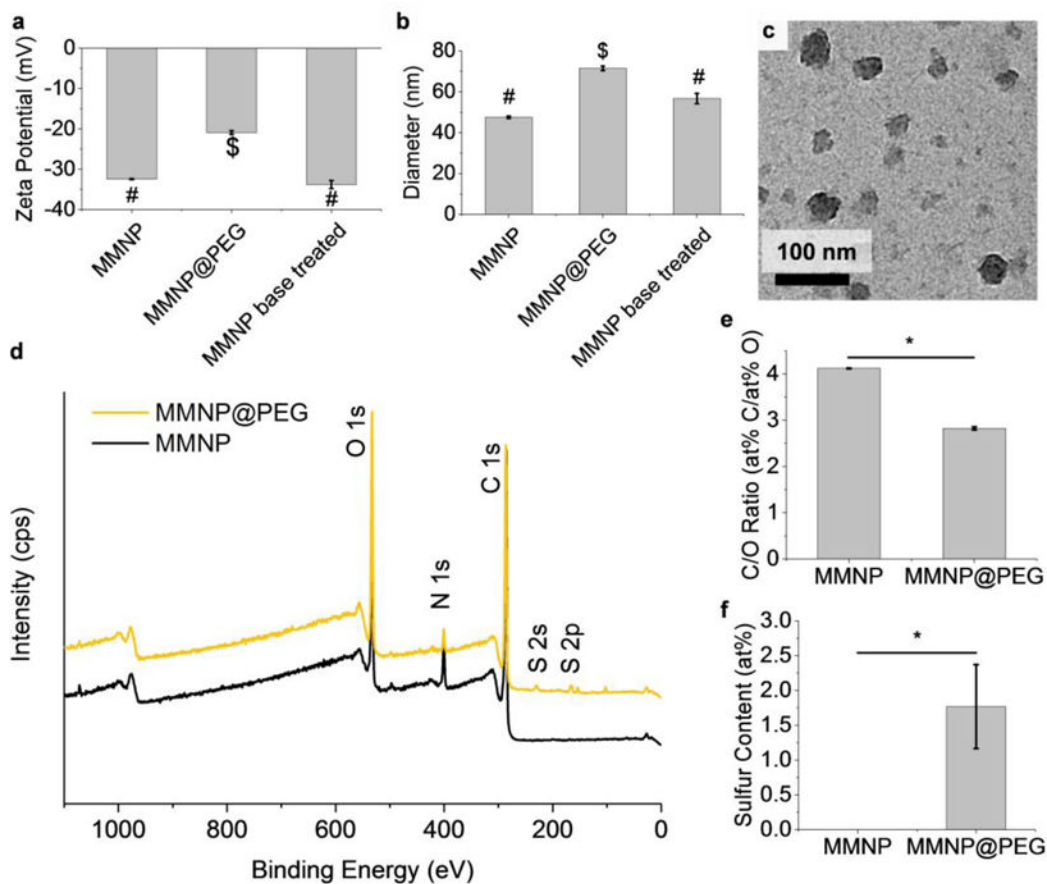 a
Zeta Potential (mV)
0
-10
-20
-30
-40
#
$
#
MMNP
MMNP@PEG
MMNP base treated
b
Diameter (nm)
80
60
40
20
0
#
$
#
MMNP
MMNP@PEG
MMNP base treated
c
100 nm
d
MMNP@PEG
MMNP
O 1s
N 1s
C 1s
S 2s
S 2p
Intensity (cps)
1000 800 600 400 200 0
Binding Energy (eV)
e
C/O Ratio (at% C/at% O)
4
3
2
1
0
*
MMNP MMNP@PEG
f
Sulfur Content (at%)
3.0
2.5
2.0
1.5
1.0
0.5
0.0
*
MMNP MMNP@PEG